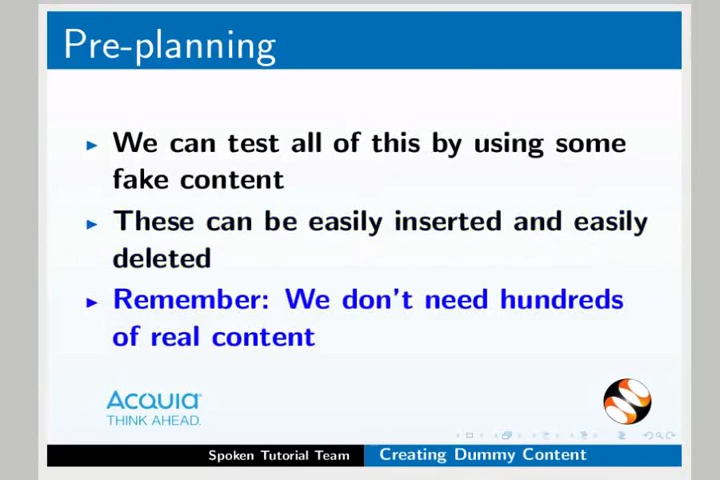 Pre-planning
We can test all of this by using some
fake content
These can be easily inserted and easily
deleted
Remember: We don't need hundreds
of real content
Acquia
THINK AHEAD.
Spoken Tutorial Team
Creating Dummy Content